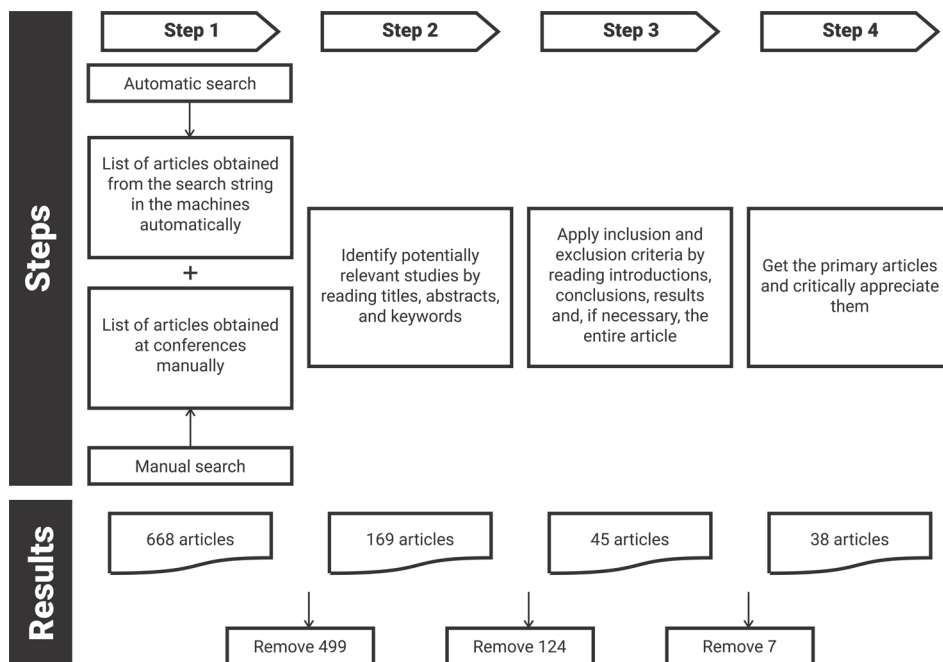 Steps
Step 1
Step 2
Step 3
Step 4
Automatic search
List of articles obtained
from the search string
in the machines
automatically
+
List of articles obtained
at conferences
manually
Manual search
Identify potentially
relevant studies by
reading titles, abstracts,
and keywords
Apply inclusion and
exclusion criteria by
reading introductions,
conclusions, results
and, if necessary, the
entire article
Get the primary articles
and critically appreciate
them
Results
668 articles
169 articles
45 articles
38 articles
Remove 499
Remove 124
Remove 7